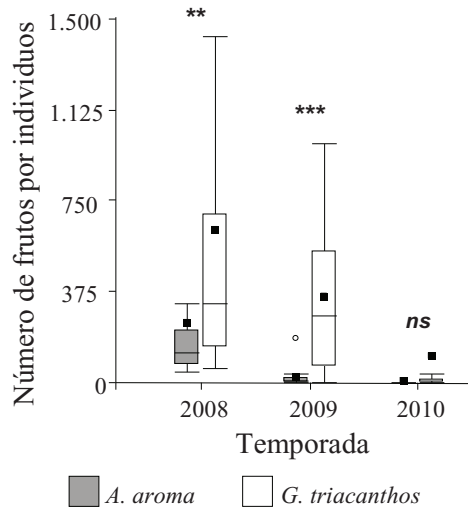 1.500
1.125
750
375
0
Número de frutos por individuos
**
***
ns
2008
2009
2010
Temporada
A. aroma
G. triacanthos